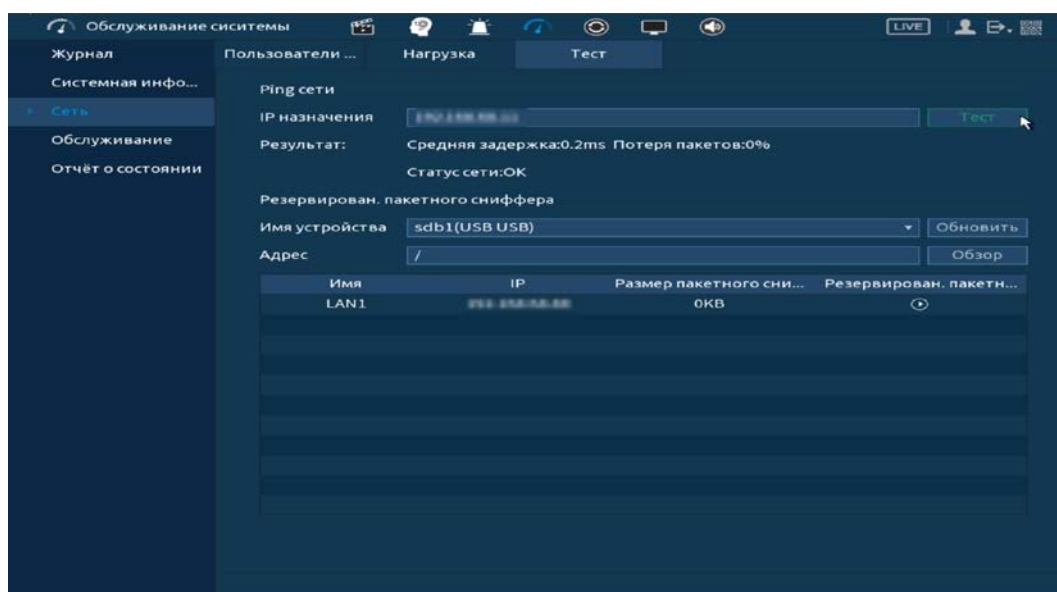 Обслуживание сиситемы LIVE
Журнал
Системная инфо...
Сеть
Обслуживание
Отчёт о состоянии
Пользователи ... Нагрузка Тест
Ping сети
IP назначения Тест
Результат: Средняя задержка:0.2ms Потеря пакетов:0%
Статус сети:OK
Резервирован. пакетного сниффера
Имя устройства sdb1(USB USB) Обновить
Адрес / Обзор
Имя IP Размер пакетного сни... Резервирован. пакетн...
LAN1 0KB